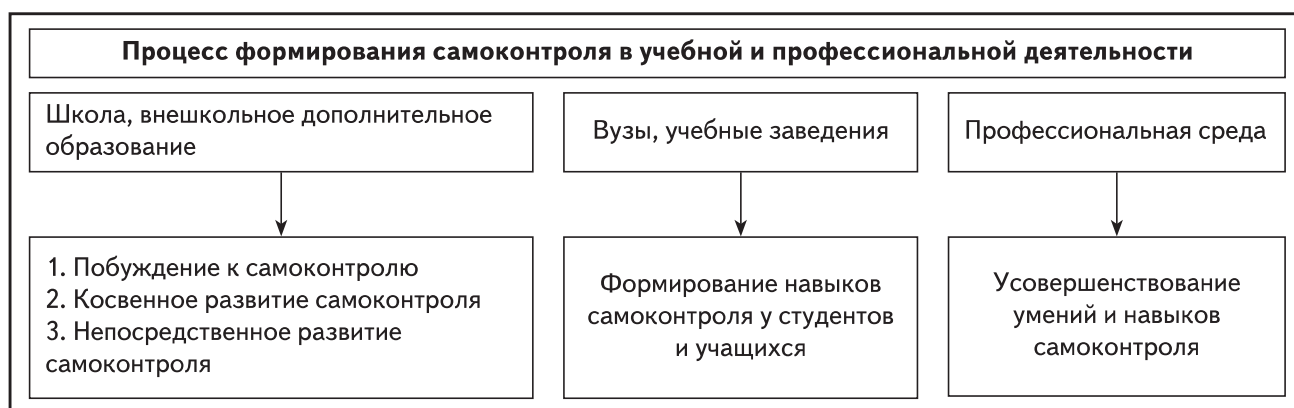 Процесс формирования самоконтроля в учебной и профессиональной деятельности
Школа, внешкольное дополнительное
образование
Вузы, учебные заведения
Профессиональная среда
1. Побуждение к самоконтролю
2. Косвенное развитие самоконтроля
3. Непосредственное развитие
самоконтроля
Формирование навыков
самоконтроля у студентов
и учащихся
Усовершенствование
умений и навыков
самоконтроля